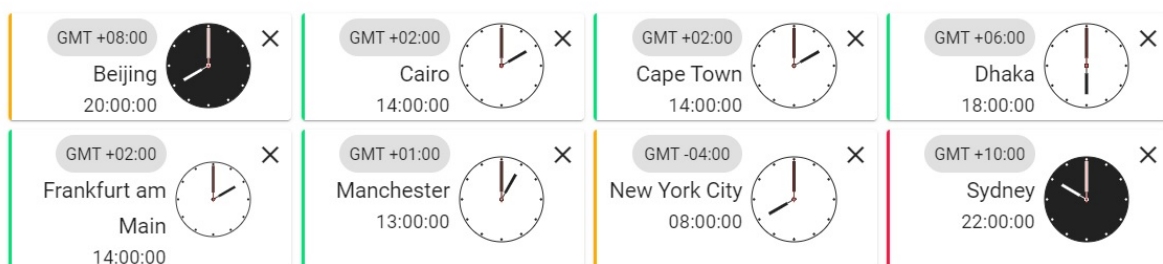 GMT +08:00
Beijing
20:00:00
GMT +02:00
Cairo
14:00:00
GMT +02:00
Cape Town
14:00:00
GMT +06:00
Dhaka
18:00:00
GMT +02:00
Frankfurt am
Main
14:00:00
GMT +01:00
Manchester
13:00:00
GMT -04:00
New York City
08:00:00
GMT +10:00
Sydney
22:00:00